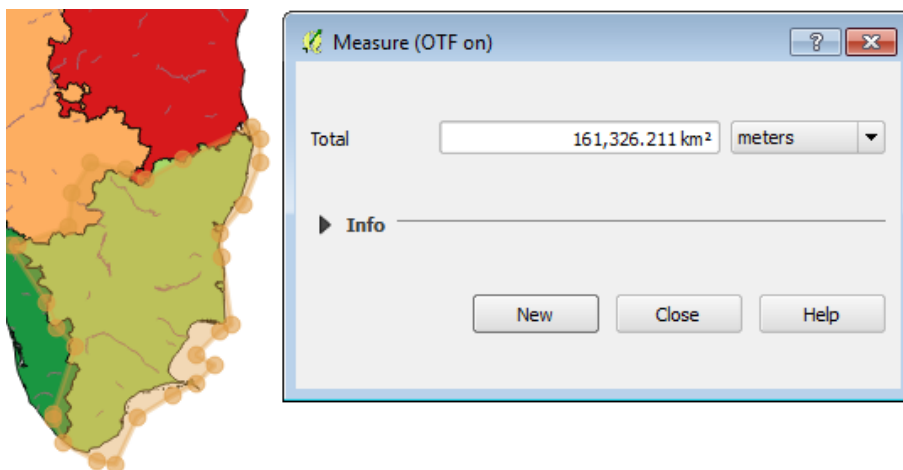 Measure (OTF on)
?
Total
161,326.211 km²
meters
Info
New
Close
Help